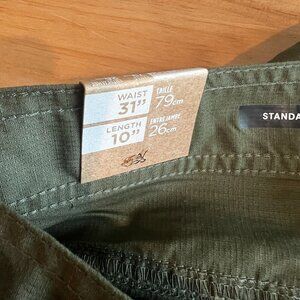 WAIST
31"
TAILLE
79cm
LENGTH
10"
ENTREJAMBE
26cm
STANDA